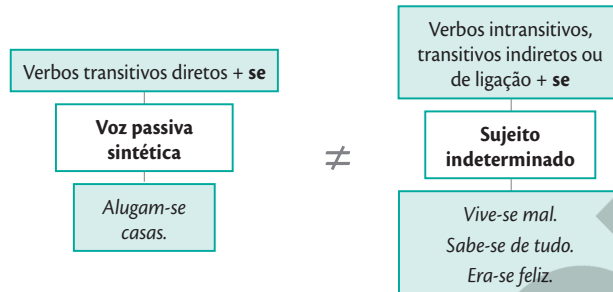 Verbos transitivos diretos + se
Voz passiva
sintética
Alugam-se
casas.
≠
Verbos intransitivos,
transitivos indiretos ou
de ligação + se
Sujeito
indeterminado
Vive-se mal.
Sabe-se de tudo.
Era-se feliz.